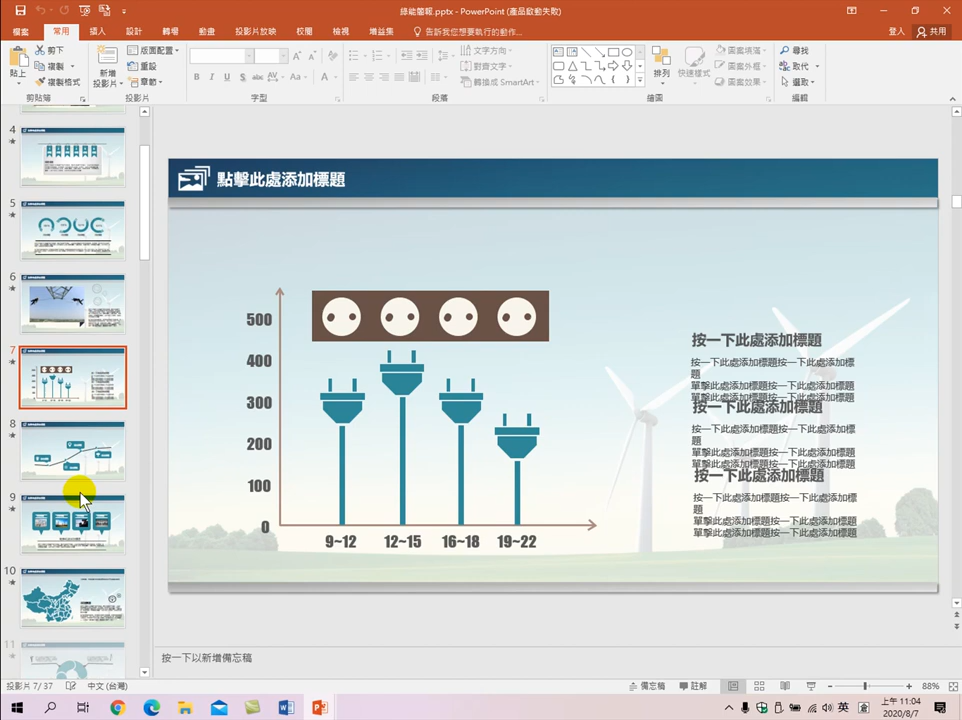 綠能簡報.pptx - PowerPoint (產品啟動失敗)
檔案 常用 插入 設計 轉場 動畫 投影片放映 校閱 檢視 增益集 告訴我您想要執行的動作... 登入 共用
貼上
剪下
複製
複製格式
剪貼簿
新增
投影片
版面配置
重設
章節
投影片
B I U S abc AV Aa A
字型
文字方向
對齊文字
轉換成 SmartArt
段落
排列
快速樣式
圖案填滿
圖案外框
圖案效果
繪圖
尋找
取代
選取
編輯
4
5
6
7
8
9
10
11
點擊此處添加標題
500
400
300
200
100
0
9~12 12~15 16~18 19~22
按一下此處添加標題
按一下此處添加標題按一下此處添加標
題
單擊此處添加標題按一下此處添加標題
單擊此處添加標題按一下此處添加標題
按一下此處添加標題
按一下此處添加標題按一下此處添加標
題
單擊此處添加標題按一下此處添加標題
單擊此處添加標題按一下此處添加標題
按一下此處添加標題
按一下此處添加標題按一下此處添加標
題
單擊此處添加標題按一下此處添加標題
單擊此處添加標題按一下此處添加標題
按一下以新增備忘稿
投影片 7/37 中文 (台灣) 備忘稿 註解 88%
英 上午 11:04
2020/8/7